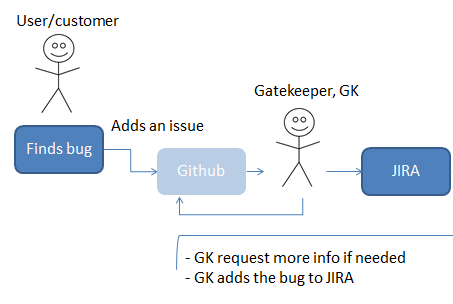 User/customer
Gatekeeper, GK
Adds an issue
Finds bug
Github
JIRA
- GK request more info if needed
- GK adds the bug to JIRA